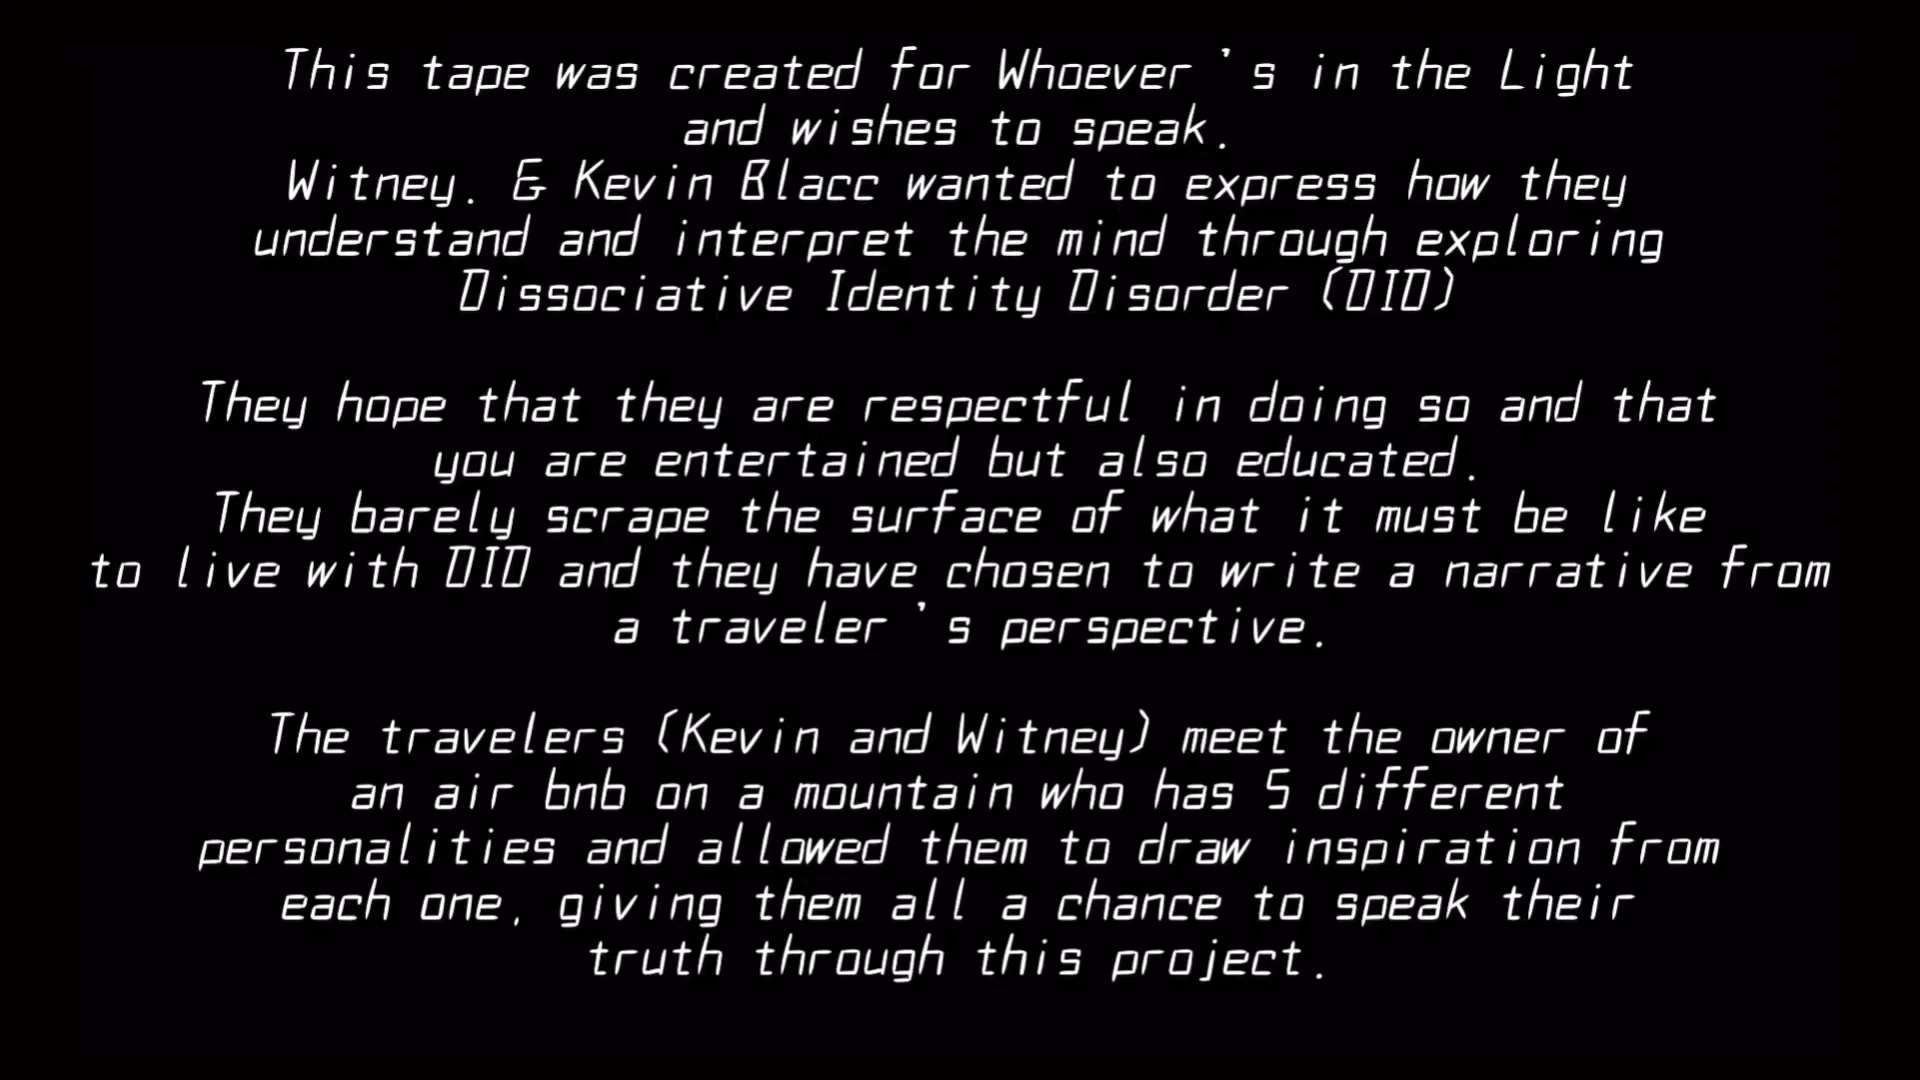 This tape was created for Whoever's in the Light
and wishes to speak.
Witney. & Kevin Blacc wanted to express how they
understand and interpret the mind through exploring
Dissociative Identity Disorder (DID)
They hope that they are respectful in doing so and that
you are entertained but also educated.
They barely scrape the surface of what it must be like
to live with DID and they have chosen to write a narrative from
a traveler's perspective.
The travelers (Kevin and Witney) meet the owner of
an air bnb on a mountain who has 5 different
personalities and allowed them to draw inspiration from
each one, giving them all a chance to speak their
truth through this project.